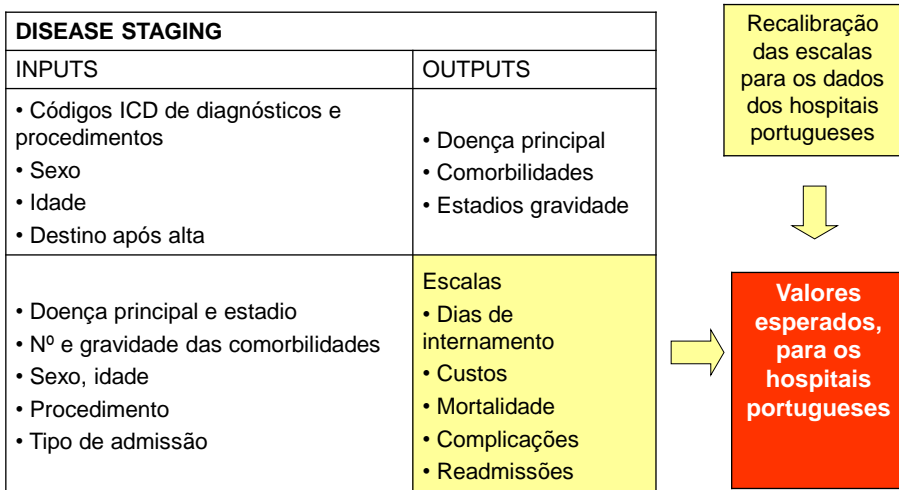 DISEASE STAGING
INPUTS
OUTPUTS
• Códigos ICD de diagnósticos e
procedimentos
• Sexo
• Idade
• Destino após alta
• Doença principal
• Comorbilidades
• Estadios gravidade
• Doença principal e estadio
• Nº e gravidade das comorbilidades
• Sexo, idade
• Procedimento
• Tipo de admissão
Escalas
• Dias de
internamento
• Custos
• Mortalidade
• Complicações
• Readmissões
Recalibração
das escalas
para os dados
dos hospitais
portugueses
Valores
esperados,
para os
hospitais
portugueses